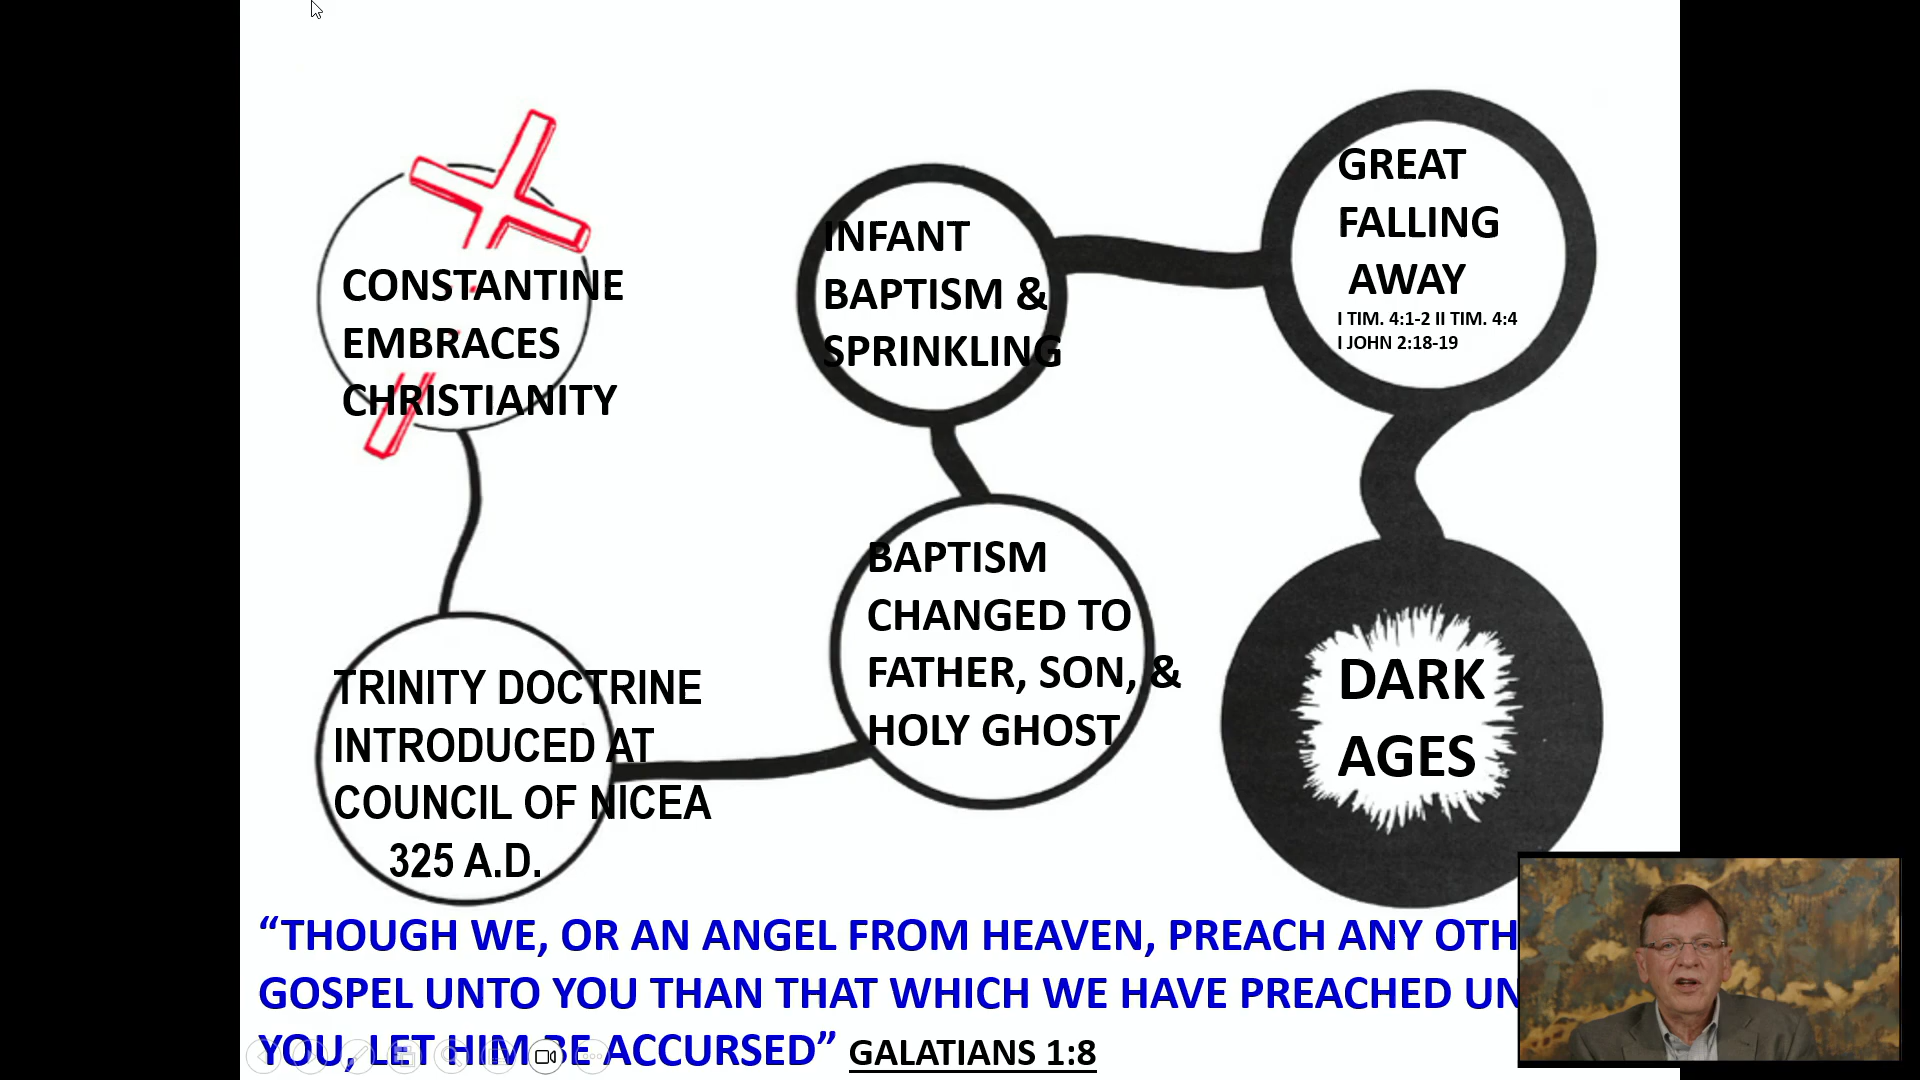 CONSTANTINE
EMBRACES
CHRISTIANITY
TRINITY DOCTRINE
INTRODUCED AT
COUNCIL OF NICEA
325 A.D.
BAPTISM
CHANGED TO
FATHER, SON, &
HOLY GHOST
INFANT
BAPTISM &
SPRINKLING
GREAT
FALLING
AWAY
I TIM. 4:1-2 II TIM. 4:4
I JOHN 2:18-19
DARK
AGES
“THOUGH WE, OR AN ANGEL FROM HEAVEN, PREACH ANY OTH
GOSPEL UNTO YOU THAN THAT WHICH WE HAVE PREACHED UN
YOU, LET HIM BE ACCURSED” GALATIANS 1:8